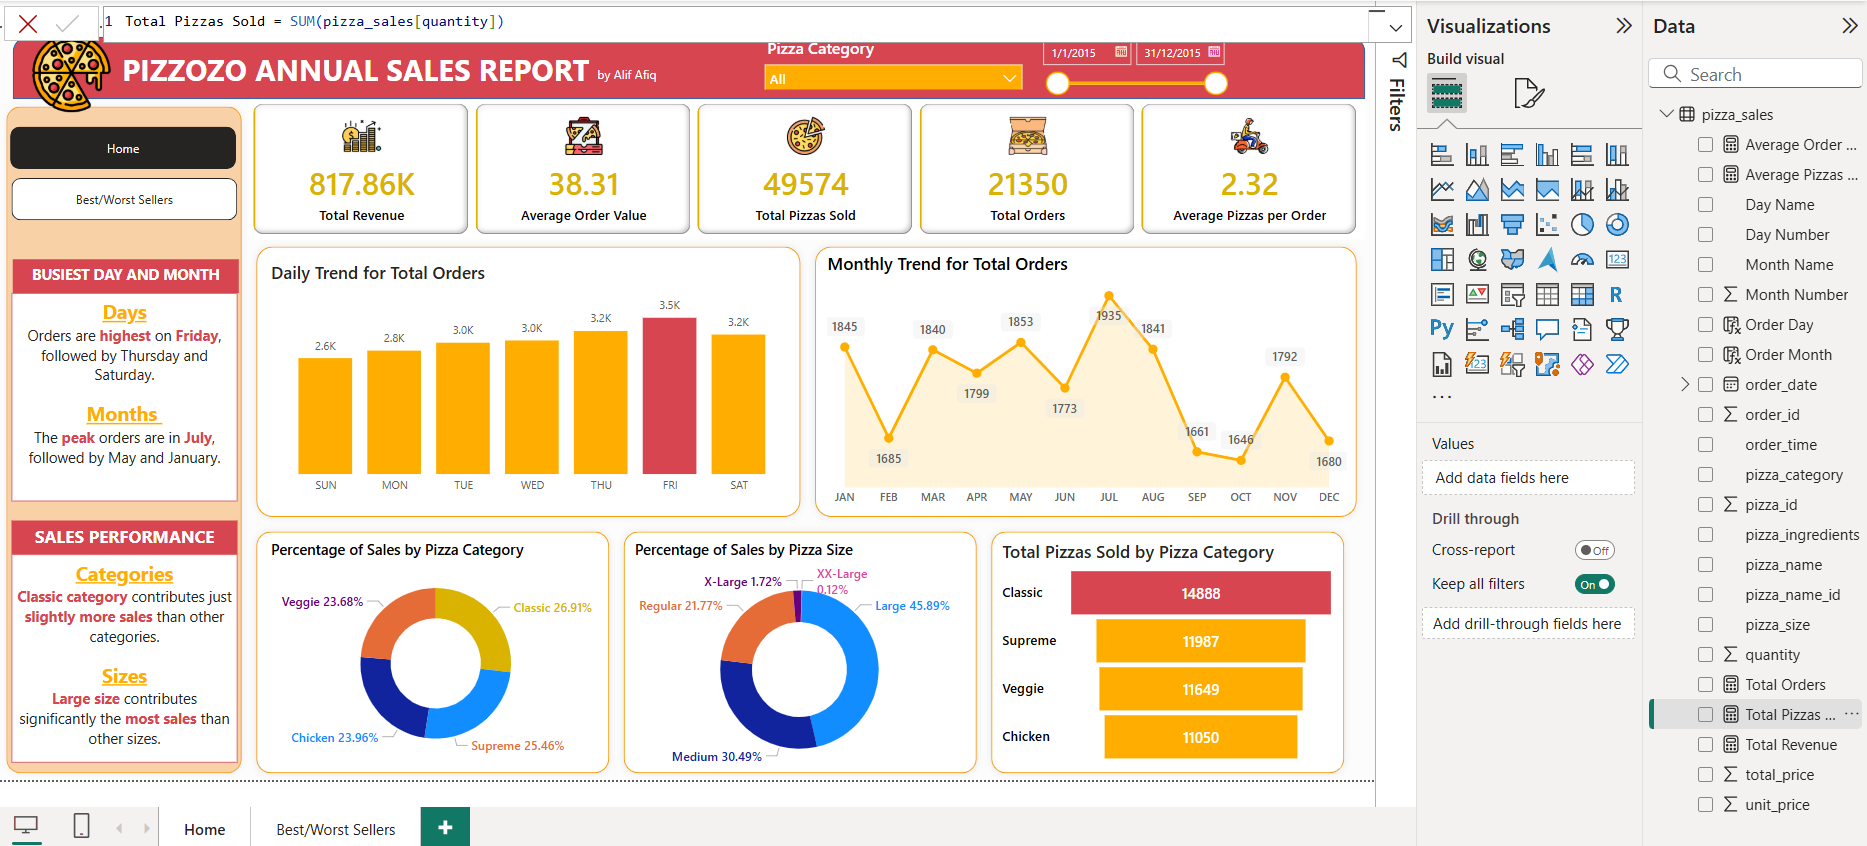 1 Total Pizzas Sold = SUM(pizza_sales[quantity])
PIZZOZO ANNUAL SALES REPORT by Alif Afiq
Pizza Category
All
1/1/2015
31/12/2015
Home
Best/Worst Sellers
BUSIEST DAY AND MONTH
Days
Orders are highest on Friday,
followed by Thursday and
Saturday.
Months
The peak orders are in July,
followed by May and January.
SALES PERFORMANCE
Categories
Classic category contributes just
slightly more sales than other
categories.
Sizes
Large size contributes
significantly the most sales than
other sizes.
817.86K
Total Revenue
38.31
Average Order Value
49574
Total Pizzas Sold
21350
Total Orders
2.32
Average Pizzas per Order
Daily Trend for Total Orders
2.6K
2.8K
3.0K
3.0K
3.2K
3.5K
3.2K
SUN
MON
TUE
WED
THU
FRI
SAT
Monthly Trend for Total Orders
1845
1685
1840
1799
1853
1773
1935
1841
1661
1646
1792
1680
JAN
FEB
MAR
APR
MAY
JUN
JUL
AUG
SEP
OCT
NOV
DEC
Percentage of Sales by Pizza Category
Veggie 23.68%
Classic 26.91%
Chicken 23.96%
Supreme 25.46%
Percentage of Sales by Pizza Size
X-Large 1.72%
XX-Large
0.12%
Regular 21.77%
Large 45.89%
Medium 30.49%
Total Pizzas Sold by Pizza Category
Classic
14888
Supreme
11987
Veggie
11649
Chicken
11050
Home
Best/Worst Sellers
+
Filters
Visualizations
Build visual
123
R
Py
123
...
Values
Add data fields here
Drill through
Cross-report
Off
Keep all filters
On
Add drill-through fields here
Data
Search
pizza_sales
Average Order ...
Average Pizzas ...
Day Name
Day Number
Month Name
Month Number
Order Day
Order Month
order_date
order_id
order_time
pizza_category
pizza_id
pizza_ingredients
pizza_name
pizza_name_id
pizza_size
quantity
Total Orders
Total Pizzas ...
Total Revenue
total_price
unit_price